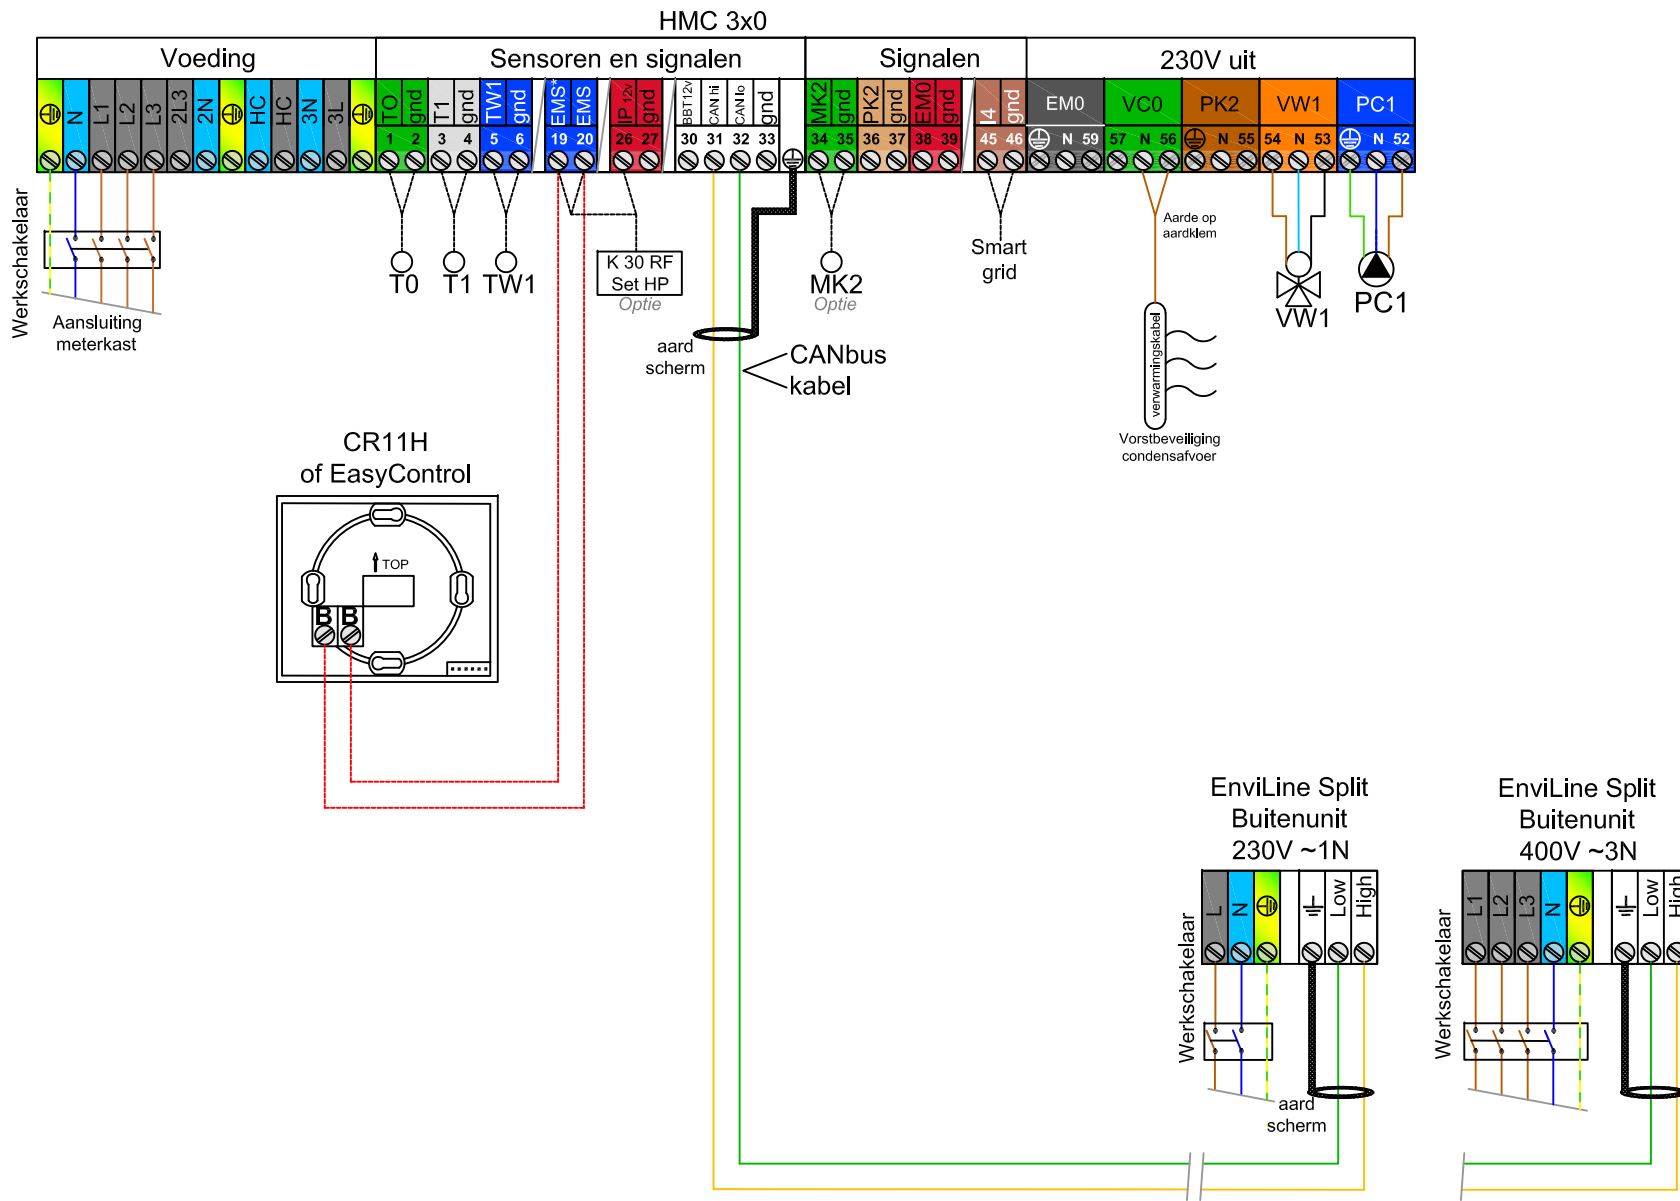 HMC 3x0
Voeding
Sensoren en signalen
Signalen
230V uit
N L1 L2 L3 2L3 2N HC HC 3N 3L
TO gnd T1 gnd TW1 gnd EMS* EMS IP 12v gnd BBT12v CAN hi CAN lo gnd
MK2 gnd PK2 gnd EM0 gnd I4 gnd
EM0 VC0 PK2 VW1 PC1
1 2 3 4 5 6 19 20 26 27 30 31 32 33 34 35 36 37 38 39 45 46 N 59 57 N 56 N 55 54 N 53 N 52
Werkschakelaar
Aansluiting
meterkast
T0
T1
TW1
K 30 RF
Set HP
Optie
aard
scherm
CANbus
kabel
MK2
Optie
Smart
grid
Aarde op
aardklem
verwarmingskabel
Vorstbeveiliging
condensafvoer
VW1
PC1
CR11H
of EasyControl
TOP
B B
EnviLine Split
Buitenunit
230V ~1N
L N Low High
Werkschakelaar
aard
scherm
EnviLine Split
Buitenunit
400V ~3N
L1 L2 L3 N Low High
Werkschakelaar